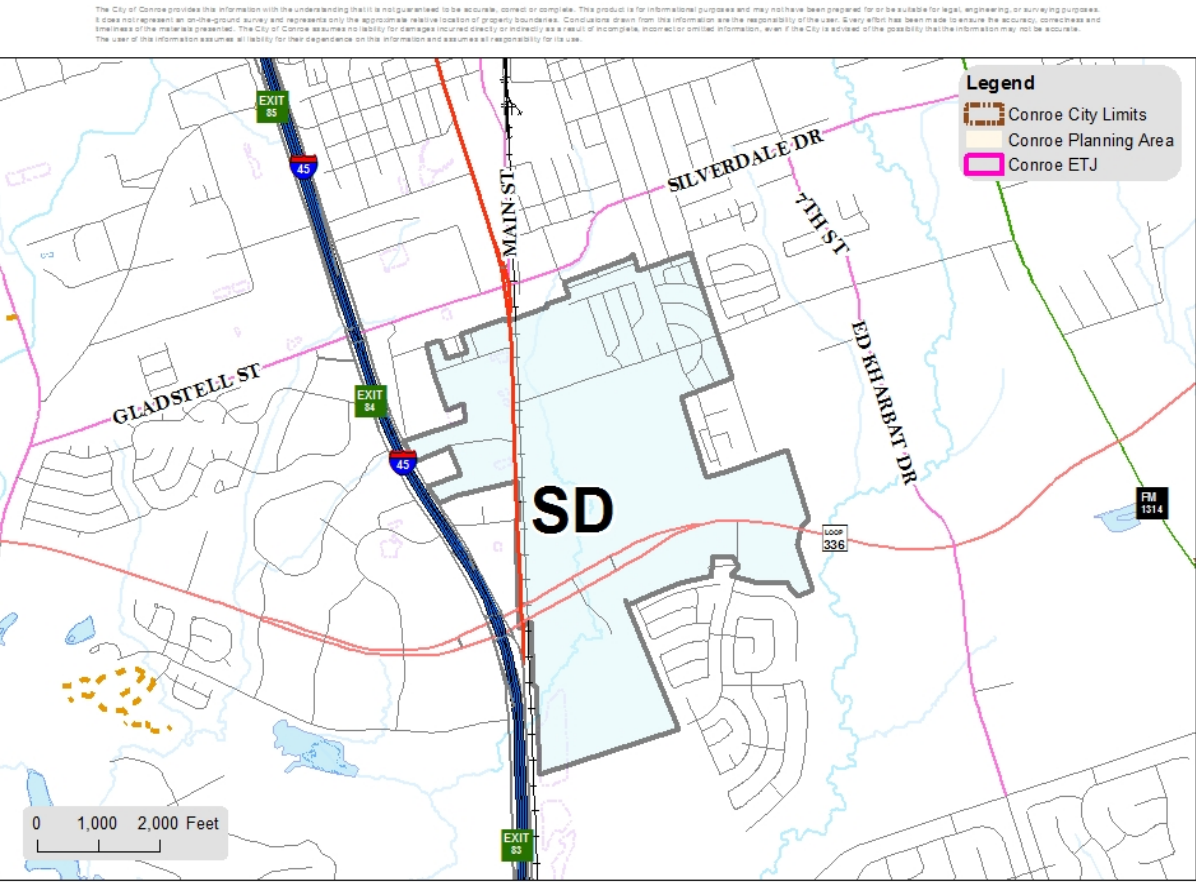 The City of Conroe provides this information with the understanding that it is not guaranteed to be accurate, correct or complete. This product is for informational purposes and may not have been prepared for or be suitable for legal, engineering, or surveying purposes.
It does not represent an on-the-ground survey and represents only the approximate relative location of property boundaries. Conclusions drawn from this information are the responsibility of the user. Every effort has been made to ensure the accuracy, correctness and
timeliness of the materials presented. The City of Conroe assumes no liability for damages incurred directly or indirectly as a result of incomplete, incorrect or omitted information, even if the City is advised of the possibility that the information may not be accurate.
The user of this information assumes all liability for their dependence on this information and assumes all responsibility for its use.
Legend
Conroe City Limits
Conroe Planning Area
Conroe ETJ
EXIT
85
45
MAIN ST
SILVERDALE DR
7TH ST
GLADSTELL ST
EXIT
84
45
ED KHARBAT DR
SD
LOOP
336
FM
1314
0 1,000 2,000 Feet
EXIT
83